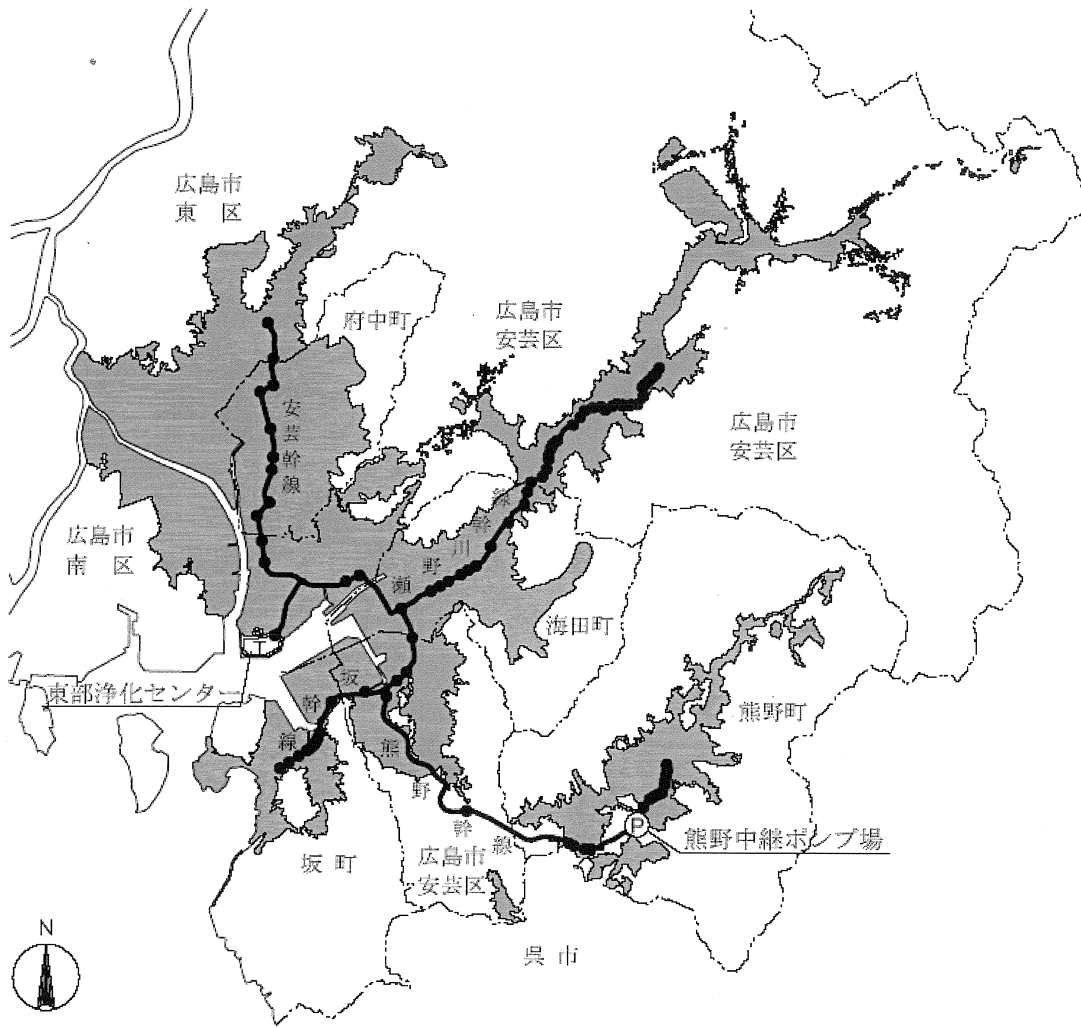 広島市
東 区
府中町
広島市
安芸区
広島市
安芸区
安芸幹線
瀬野川幹線
広島市
南 区
海田町
T
東部浄化センター
坂幹線
熊野町
熊野幹線
P
熊野中継ポンプ場
坂 町
広島市
安芸区
N
呉 市